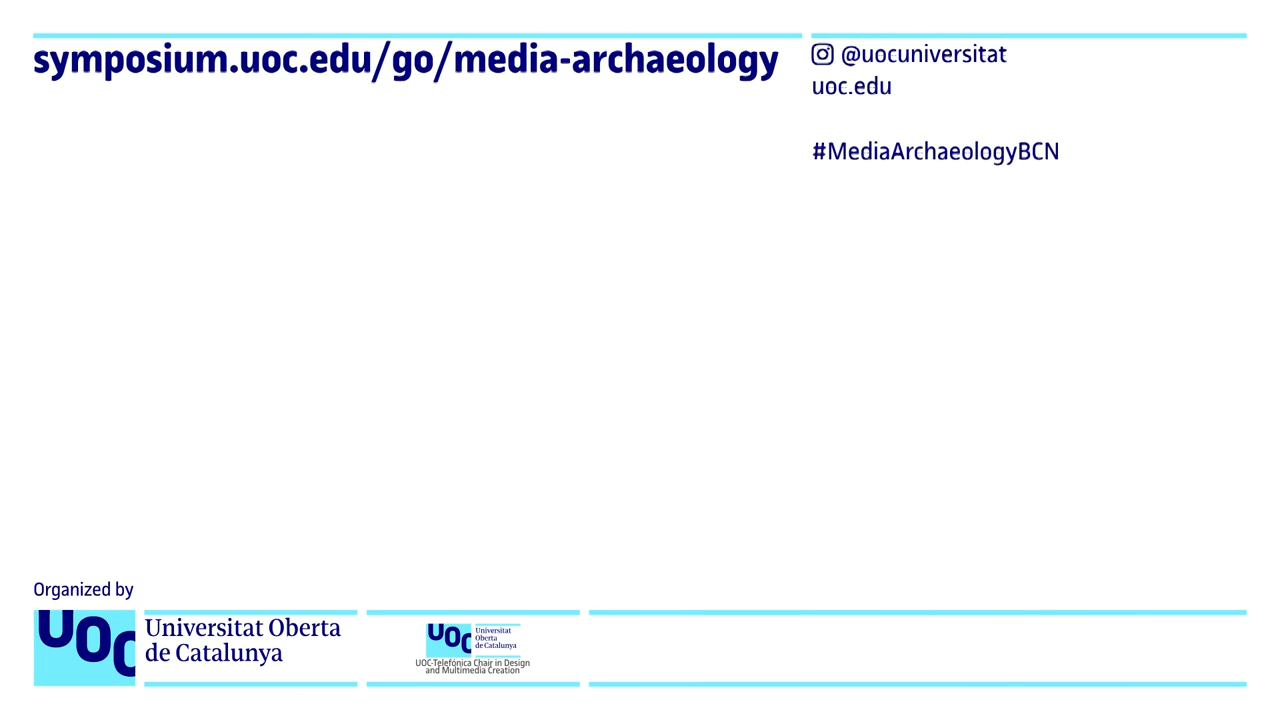 symposium.uoc.edu/go/media-archaeology
@uocuniversitat
uoc.edu
#MediaArchaeologyBCN
Organized by
UOC
Universitat Oberta
de Catalunya
UOC
Universitat
Oberta
de Catalunya
UOC-Telefónica Chair in Design
and Multimedia Creation